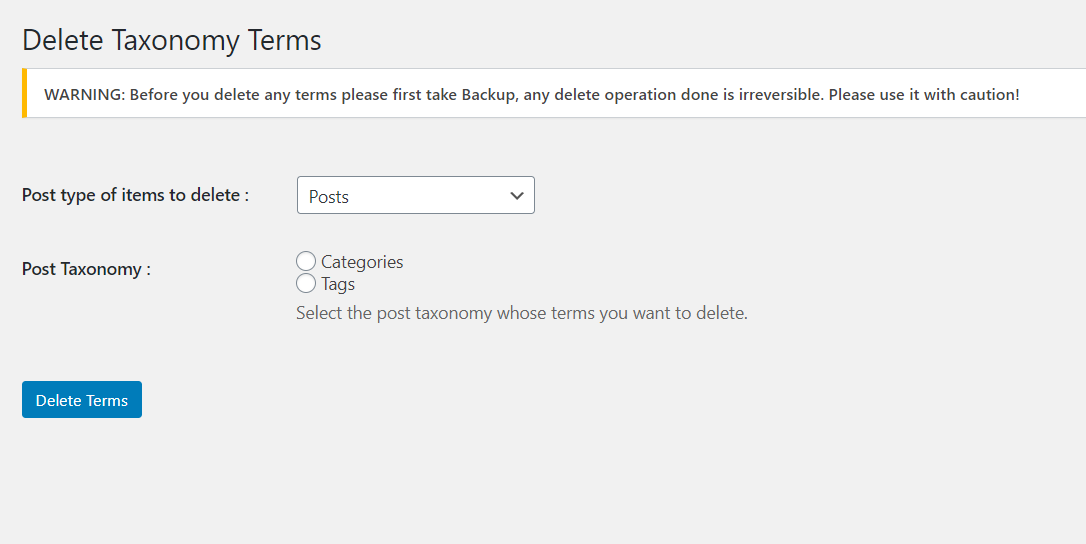 Delete Taxonomy Terms
WARNING: Before you delete any terms please first take Backup, any delete operation done is irreversible. Please use it with caution!
Post type of items to delete :
Posts
Post Taxonomy :
Categories
Tags
Select the post taxonomy whose terms you want to delete.
Delete Terms